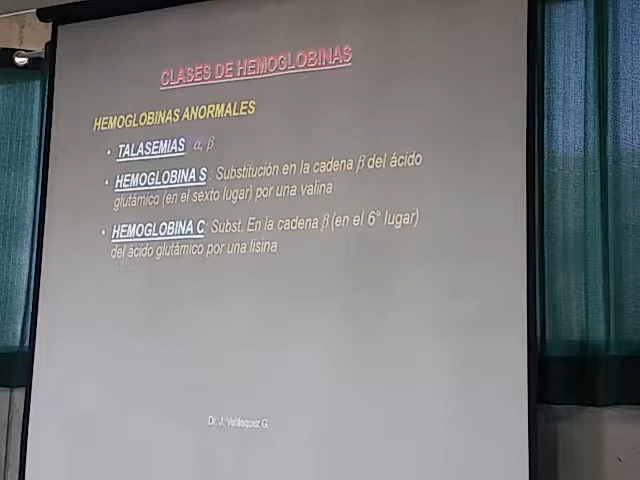 CLASES DE HEMOGLOBINAS
HEMOGLOBINAS ANORMALES
• TALASEMIAS α, β
• HEMOGLOBINA S : Substitución en la cadena β del ácido
glutámico (en el sexto lugar) por una valina
• HEMOGLOBINA C: Subst. En la cadena β (en el 6° lugar)
del ácido glutámico por una lisina
Dr. J. Velásquez G.